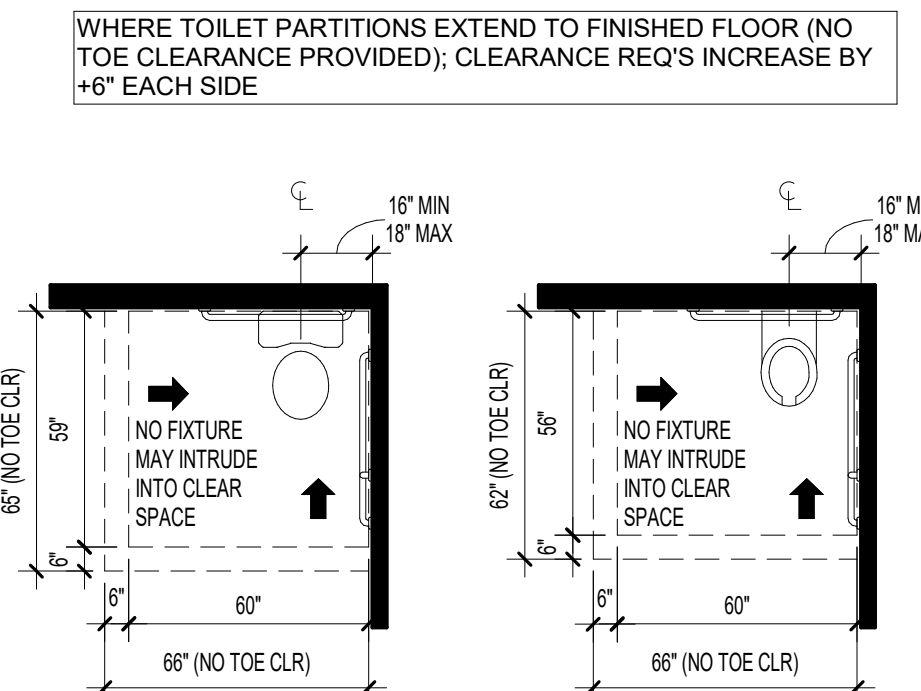 WHERE TOILET PARTITIONS EXTEND TO FINISHED FLOOR (NO
TOE CLEARANCE PROVIDED); CLEARANCE REQ'S INCREASE BY
+6" EACH SIDE
℄
16" MIN
18" MAX
65" (NO TOE CLR)
59"
6"
NO FIXTURE
MAY INTRUDE
INTO CLEAR
SPACE
6"
60"
66" (NO TOE CLR)
℄
16" M
18" MA
62" (NO TOE CLR)
56"
6"
NO FIXTURE
MAY INTRUDE
INTO CLEAR
SPACE
6"
60"
66" (NO TOE CLR)